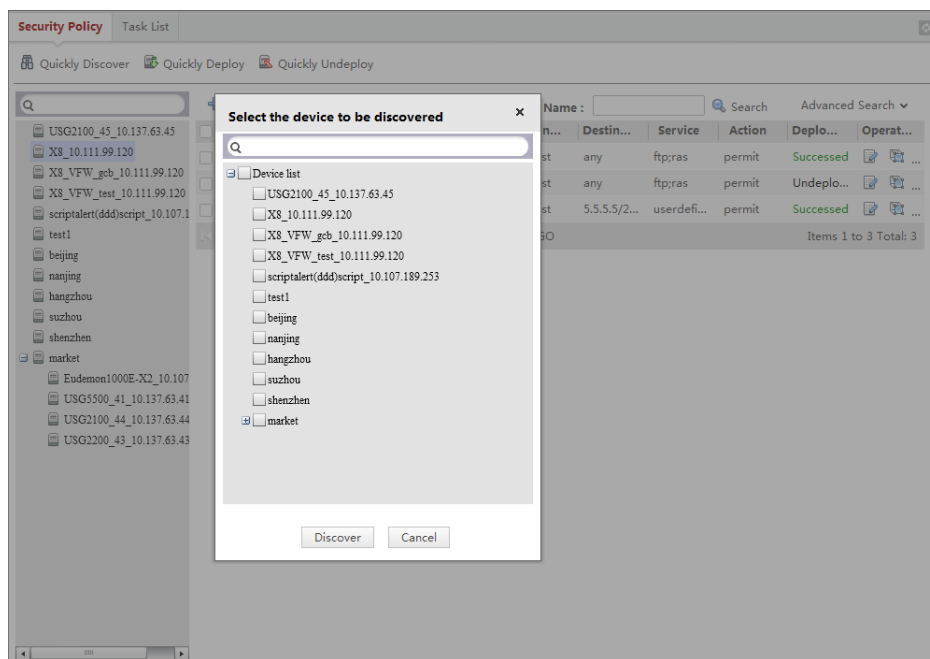 Security Policy Task List
Quickly Discover Quickly Deploy Quickly Undeploy
Name : Search Advanced Search
n... Destin... Service Action Deplo... Operat...
st any ftp;ras permit Successed ...
st any ftp;ras permit Undeplo... ...
st 5.5.5.5/2... userdefi... permit Successed ...
GO Items 1 to 3 Total: 3
USG2100_45_10.137.63.45
X8_10.111.99.120
X8_VFW_gcb_10.111.99.120
X8_VFW_test_10.111.99.120
scriptalert(ddd)script_10.107.1
test1
beijing
nanjing
hangzhou
suzhou
shenzhen
market
Eudemon1000E-X2_10.107
USG5500_41_10.137.63.41
USG2100_44_10.137.63.44
USG2200_43_10.137.63.43
Select the device to be discovered ×
Device list
USG2100_45_10.137.63.45
X8_10.111.99.120
X8_VFW_gcb_10.111.99.120
X8_VFW_test_10.111.99.120
scriptalert(ddd)script_10.107.189.253
test1
beijing
nanjing
hangzhou
suzhou
shenzhen
market
Discover Cancel